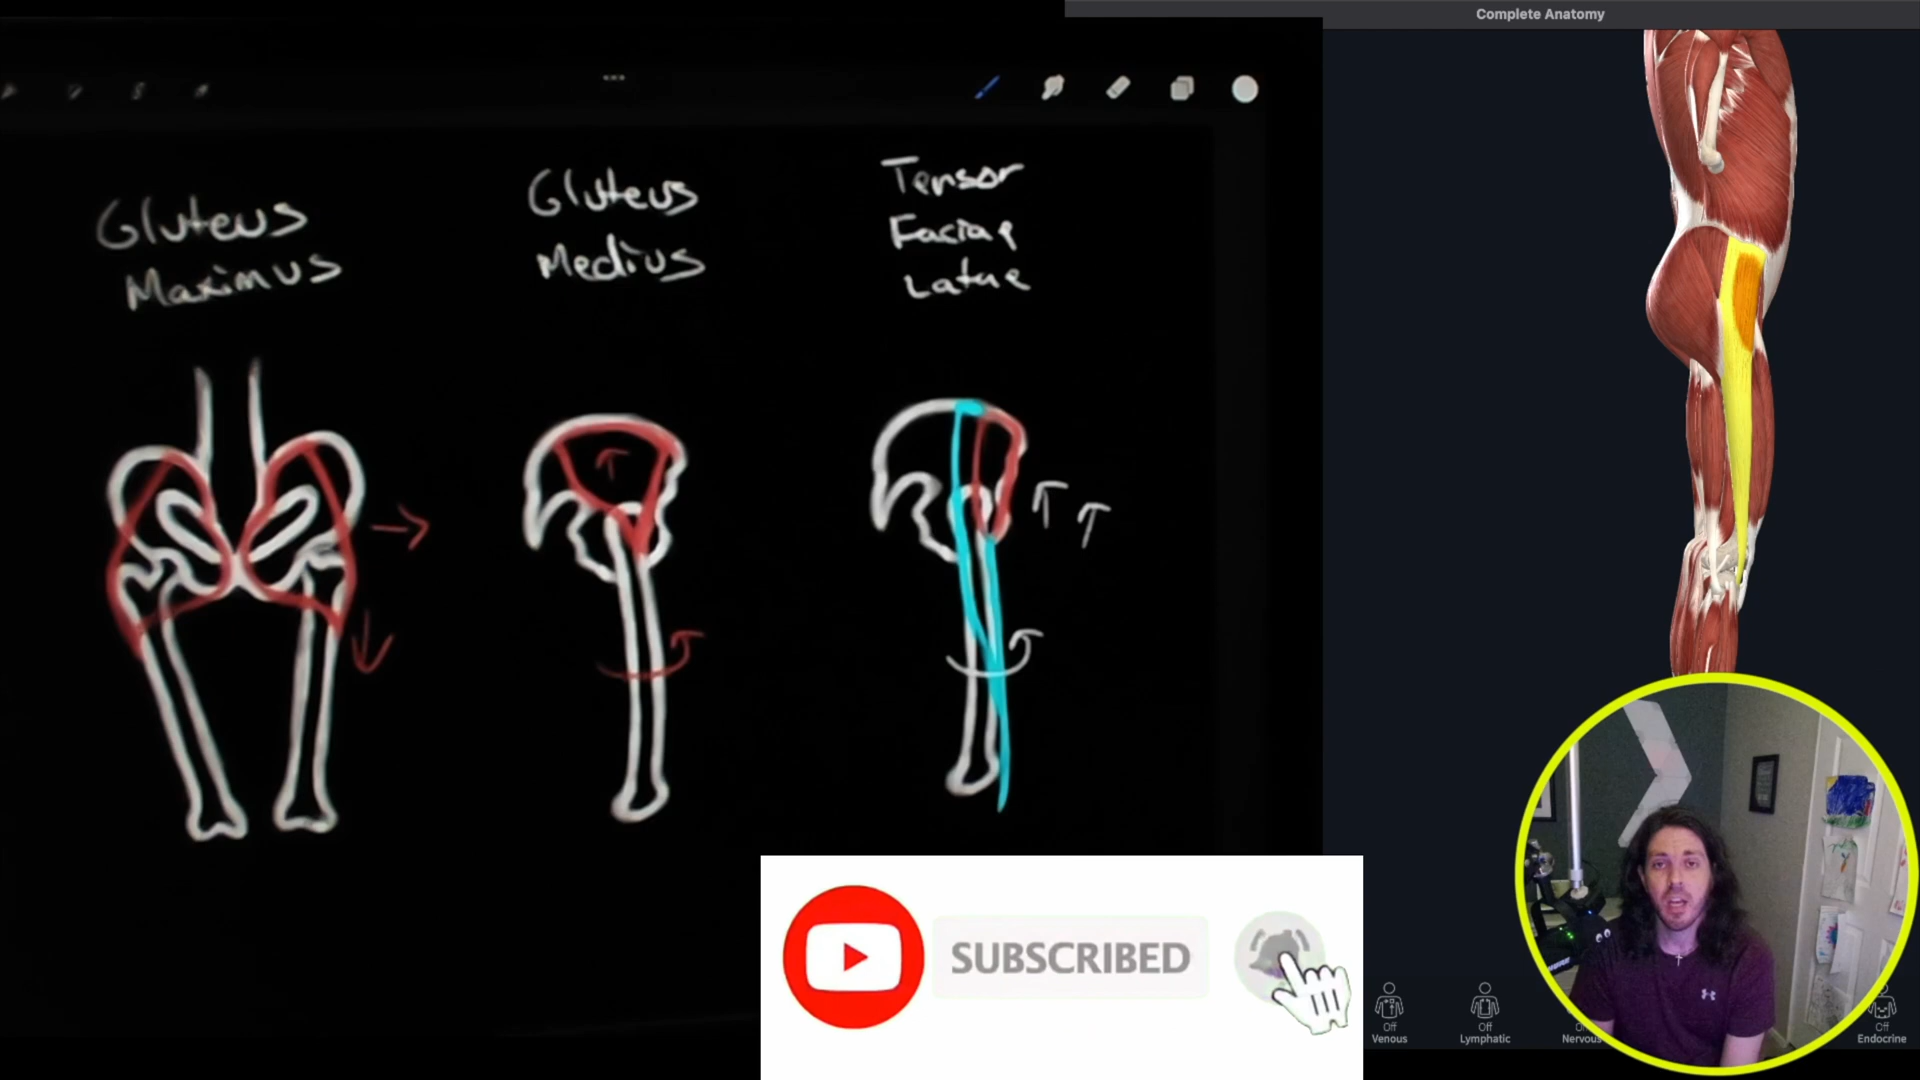 Complete Anatomy
Gluteus
Maximus
Gluteus
Medius
Tensor
Faciae
Latae
SUBSCRIBED
Off
Venous
Off
Lymphatic
Nervous
Off
Endocrine